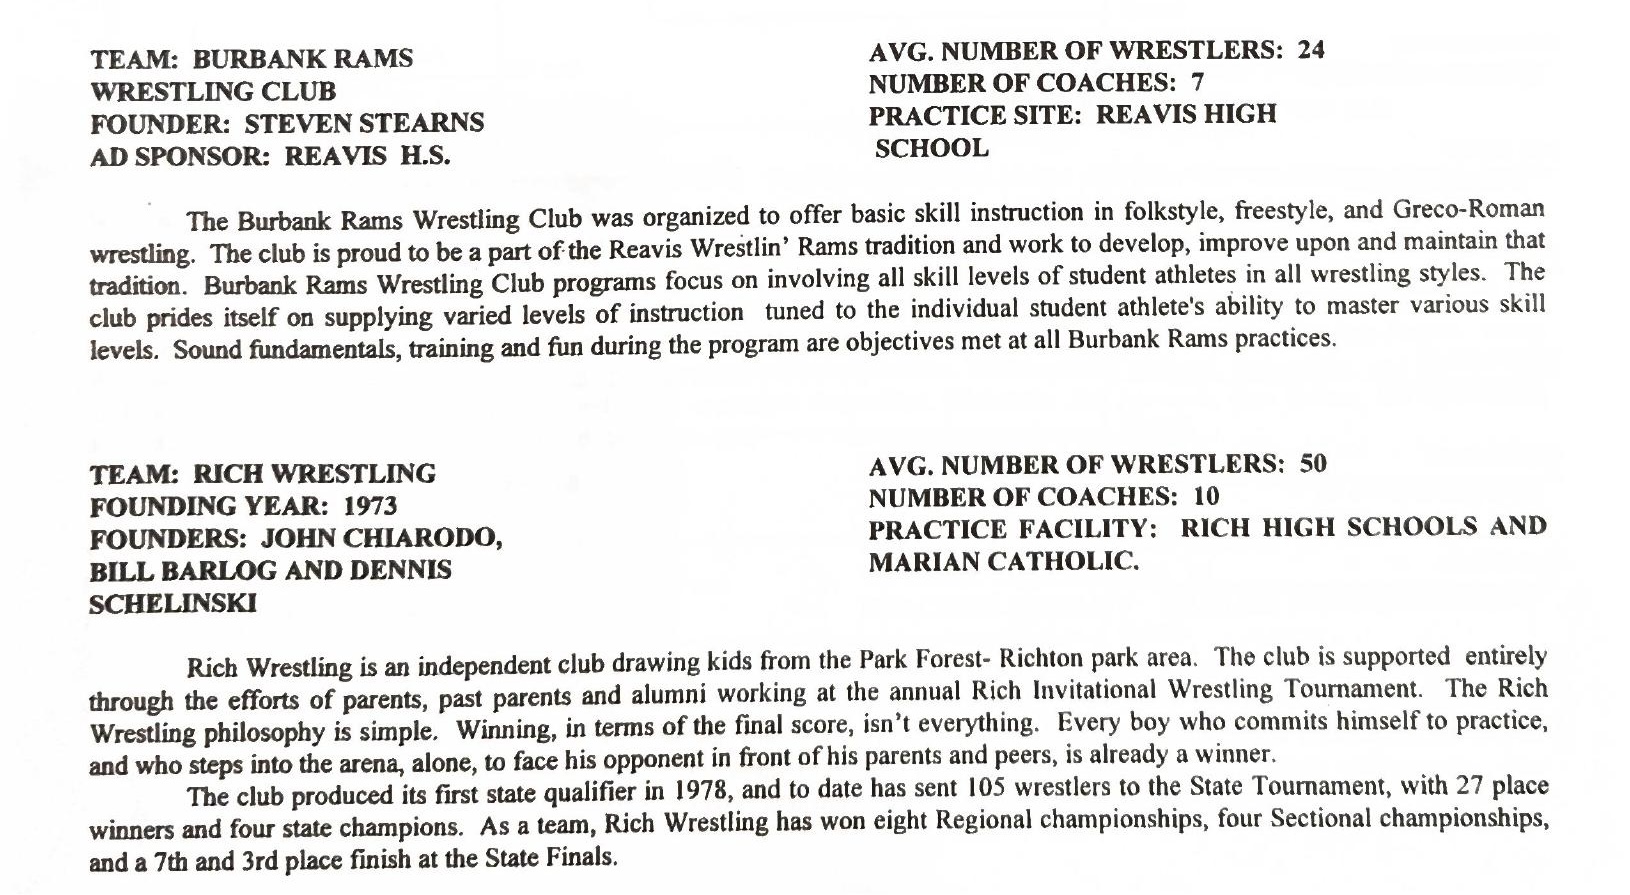 TEAM: BURBANK RAMS
WRESTLING CLUB
FOUNDER: STEVEN STEARNS
AD SPONSOR: REAVIS H.S.
AVG. NUMBER OF WRESTLERS: 24
NUMBER OF COACHES: 7
PRACTICE SITE: REAVIS HIGH
SCHOOL
The Burbank Rams Wrestling Club was organized to offer basic skill instruction in folkstyle, freestyle, and Greco-Roman
wrestling. The club is proud to be a part of the Reavis Wrestlin' Rams tradition and work to develop, improve upon and maintain that
tradition. Burbank Rams Wrestling Club programs focus on involving all skill levels of student athletes in all wrestling styles. The
club prides itself on supplying varied levels of instruction tuned to the individual student athlete's ability to master various skill
levels. Sound fundamentals, training and fun during the program are objectives met at all Burbank Rams practices.
TEAM: RICH WRESTLING
FOUNDING YEAR: 1973
FOUNDERS: JOHN CHIARODO,
BILL BARLOG AND DENNIS
SCHELINSKI
AVG. NUMBER OF WRESTLERS: 50
NUMBER OF COACHES: 10
PRACTICE FACILITY: RICH HIGH SCHOOLS AND
MARIAN CATHOLIC.
Rich Wrestling is an independent club drawing kids from the Park Forest- Richton park area. The club is supported entirely
through the efforts of parents, past parents and alumni working at the annual Rich Invitational Wrestling Tournament. The Rich
Wrestling philosophy is simple. Winning, in terms of the final score, isn't everything. Every boy who commits himself to practice,
and who steps into the arena, alone, to face his opponent in front of his parents and peers, is already a winner.
The club produced its first state qualifier in 1978, and to date has sent 105 wrestlers to the State Tournament, with 27 place
winners and four state champions. As a team, Rich Wrestling has won eight Regional championships, four Sectional championships,
and a 7th and 3rd place finish at the State Finals.